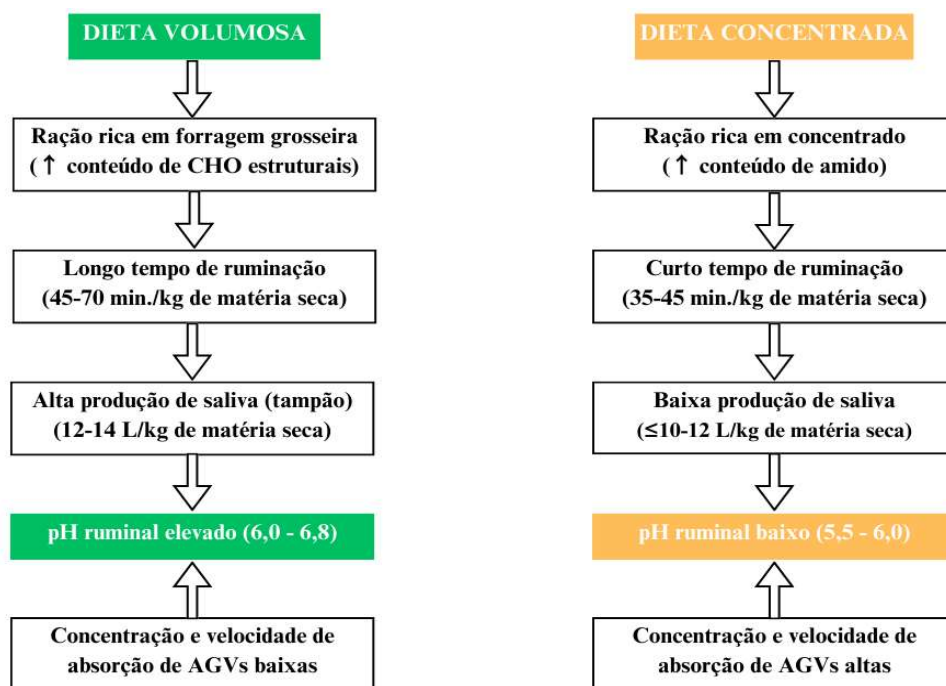 DIETA VOLUMOSA
Ração rica em forragem grosseira
(↑ conteúdo de CHO estruturais)
Longo tempo de ruminação
(45-70 min./kg de matéria seca)
Alta produção de saliva (tampão)
(12-14 L/kg de matéria seca)
pH ruminal elevado (6,0 - 6,8)
Concentração e velocidade de
absorção de AGVs baixas
DIETA CONCENTRADA
Ração rica em concentrado
(↑ conteúdo de amido)
Curto tempo de ruminação
(35-45 min./kg de matéria seca)
Baixa produção de saliva
(≤10-12 L/kg de matéria seca)
pH ruminal baixo (5,5 - 6,0)
Concentração e velocidade de
absorção de AGVs altas